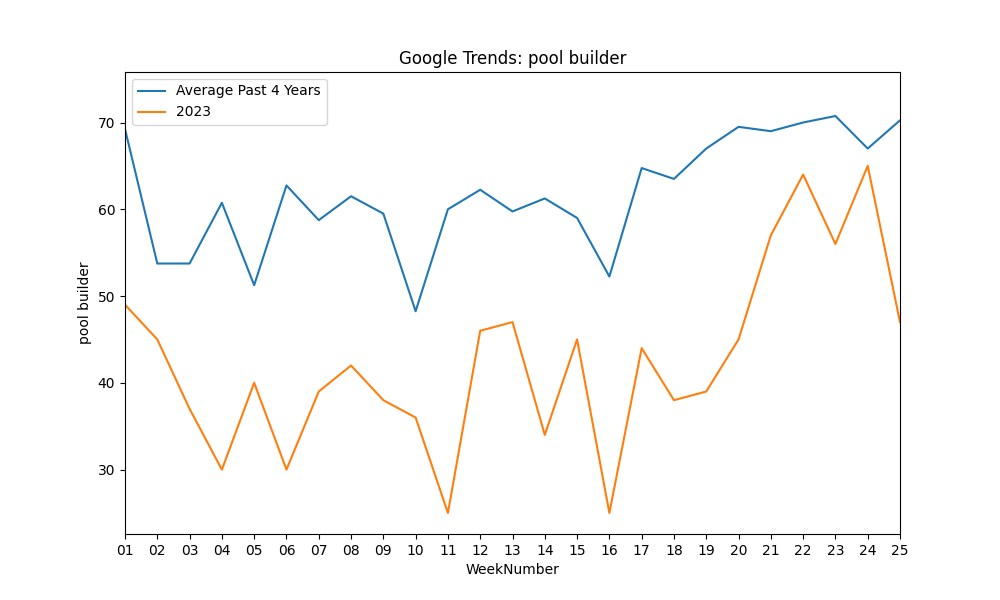 Google Trends: pool builder
Average Past 4 Years
2023
70
60
50
40
30
pool builder
01 02 03 04 05 06 07 08 09 10 11 12 13 14 15 16 17 18 19 20 21 22 23 24 25
WeekNumber